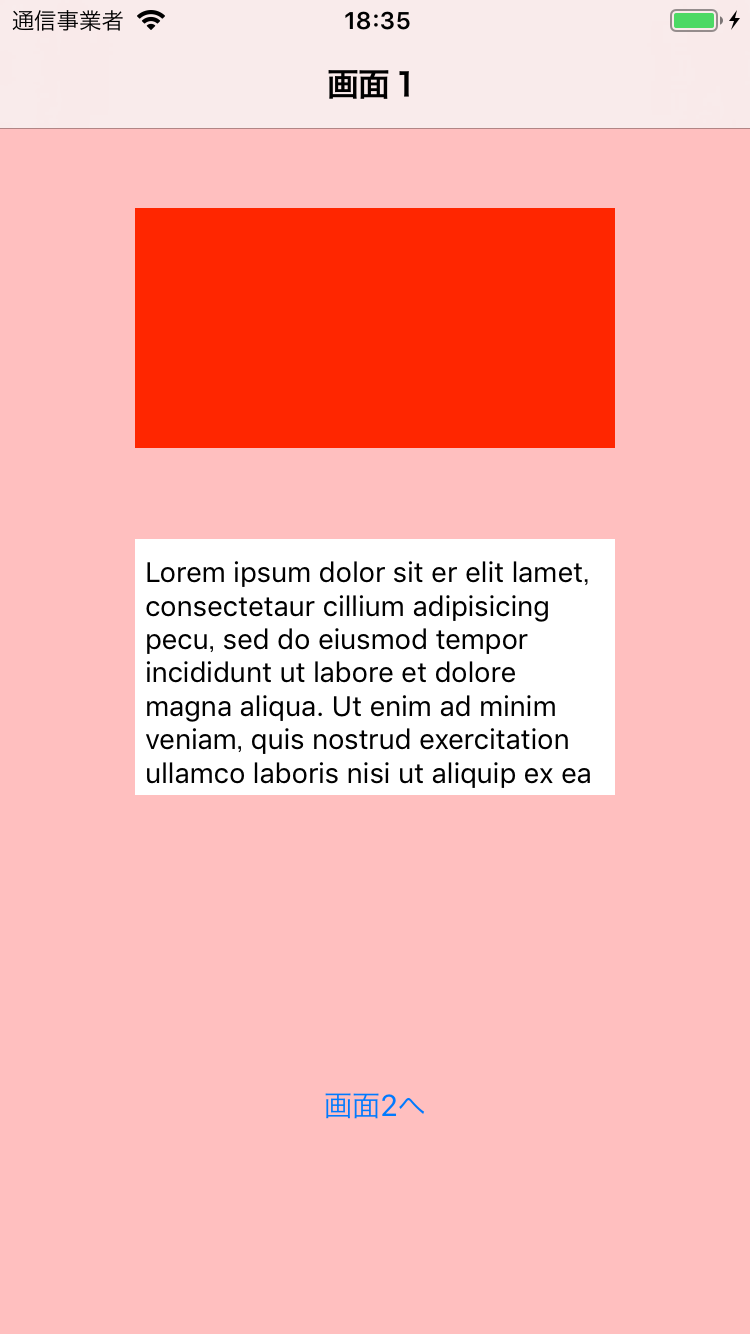 通信事業者 18:35
画面 1
Lorem ipsum dolor sit er elit lamet,
consectetaur cillium adipisicing
pecu, sed do eiusmod tempor
incididunt ut labore et dolore
magna aliqua. Ut enim ad minim
veniam, quis nostrud exercitation
ullamco laboris nisi ut aliquip ex ea
画面2へ